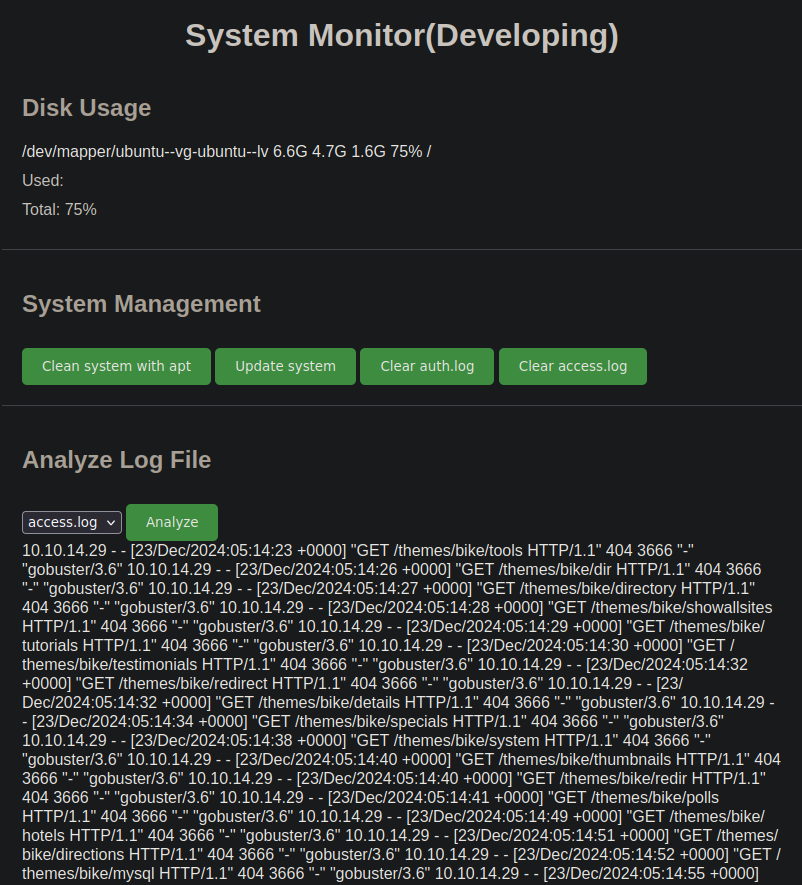 System Monitor(Developing)
Disk Usage
/dev/mapper/ubuntu--vg-ubuntu--lv 6.6G 4.7G 1.6G 75% /
Used:
Total: 75%
System Management
Clean system with apt Update system Clear auth.log Clear access.log
Analyze Log File
access.log Analyze
10.10.14.29 - - [23/Dec/2024:05:14:23 +0000] "GET /themes/bike/tools HTTP/1.1" 404 3666 "-"
"gobuster/3.6" 10.10.14.29 - - [23/Dec/2024:05:14:26 +0000] "GET /themes/bike/dir HTTP/1.1" 404 3666
"-" "gobuster/3.6" 10.10.14.29 - - [23/Dec/2024:05:14:27 +0000] "GET /themes/bike/directory HTTP/1.1"
404 3666 "-" "gobuster/3.6" 10.10.14.29 - - [23/Dec/2024:05:14:28 +0000] "GET /themes/bike/showallsites
HTTP/1.1" 404 3666 "-" "gobuster/3.6" 10.10.14.29 - - [23/Dec/2024:05:14:29 +0000] "GET /themes/bike/
tutorials HTTP/1.1" 404 3666 "-" "gobuster/3.6" 10.10.14.29 - - [23/Dec/2024:05:14:30 +0000] "GET /
themes/bike/testimonials HTTP/1.1" 404 3666 "-" "gobuster/3.6" 10.10.14.29 - - [23/Dec/2024:05:14:32
+0000] "GET /themes/bike/redirect HTTP/1.1" 404 3666 "-" "gobuster/3.6" 10.10.14.29 - - [23/
Dec/2024:05:14:32 +0000] "GET /themes/bike/details HTTP/1.1" 404 3666 "-" "gobuster/3.6" 10.10.14.29 -
- [23/Dec/2024:05:14:34 +0000] "GET /themes/bike/specials HTTP/1.1" 404 3666 "-" "gobuster/3.6"
10.10.14.29 - - [23/Dec/2024:05:14:38 +0000] "GET /themes/bike/system HTTP/1.1" 404 3666 "-"
"gobuster/3.6" 10.10.14.29 - - [23/Dec/2024:05:14:40 +0000] "GET /themes/bike/thumbnails HTTP/1.1" 404
3666 "-" "gobuster/3.6" 10.10.14.29 - - [23/Dec/2024:05:14:40 +0000] "GET /themes/bike/redir HTTP/1.1"
404 3666 "-" "gobuster/3.6" 10.10.14.29 - - [23/Dec/2024:05:14:41 +0000] "GET /themes/bike/polls
HTTP/1.1" 404 3666 "-" "gobuster/3.6" 10.10.14.29 - - [23/Dec/2024:05:14:49 +0000] "GET /themes/bike/
hotels HTTP/1.1" 404 3666 "-" "gobuster/3.6" 10.10.14.29 - - [23/Dec/2024:05:14:51 +0000] "GET /themes/
bike/directions HTTP/1.1" 404 3666 "-" "gobuster/3.6" 10.10.14.29 - - [23/Dec/2024:05:14:52 +0000] "GET /
themes/bike/mysql HTTP/1.1" 404 3666 "-" "gobuster/3.6" 10.10.14.29 - - [23/Dec/2024:05:14:55 +0000]